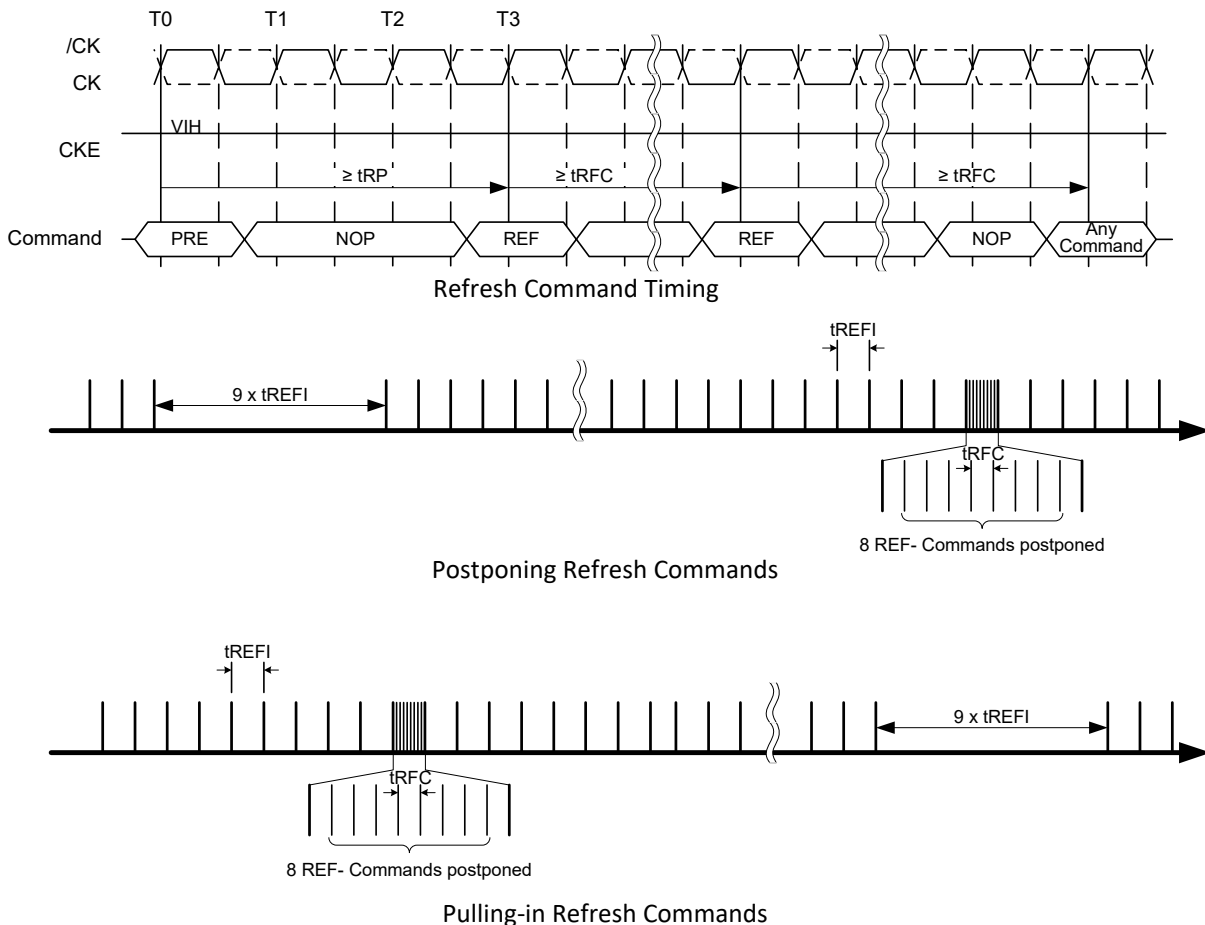 T0 T1 T2 T3
/CK
CK
VIH
CKE
≥ tRP ≥ tRFC ≥ tRFC
Command PRE NOP REF REF NOP Any Command
Refresh Command Timing
tREFI
9 x tREFI
tRFC
8 REF- Commands postponed
Postponing Refresh Commands
tREFI
9 x tREFI
tRFC
8 REF- Commands postponed
Pulling-in Refresh Commands